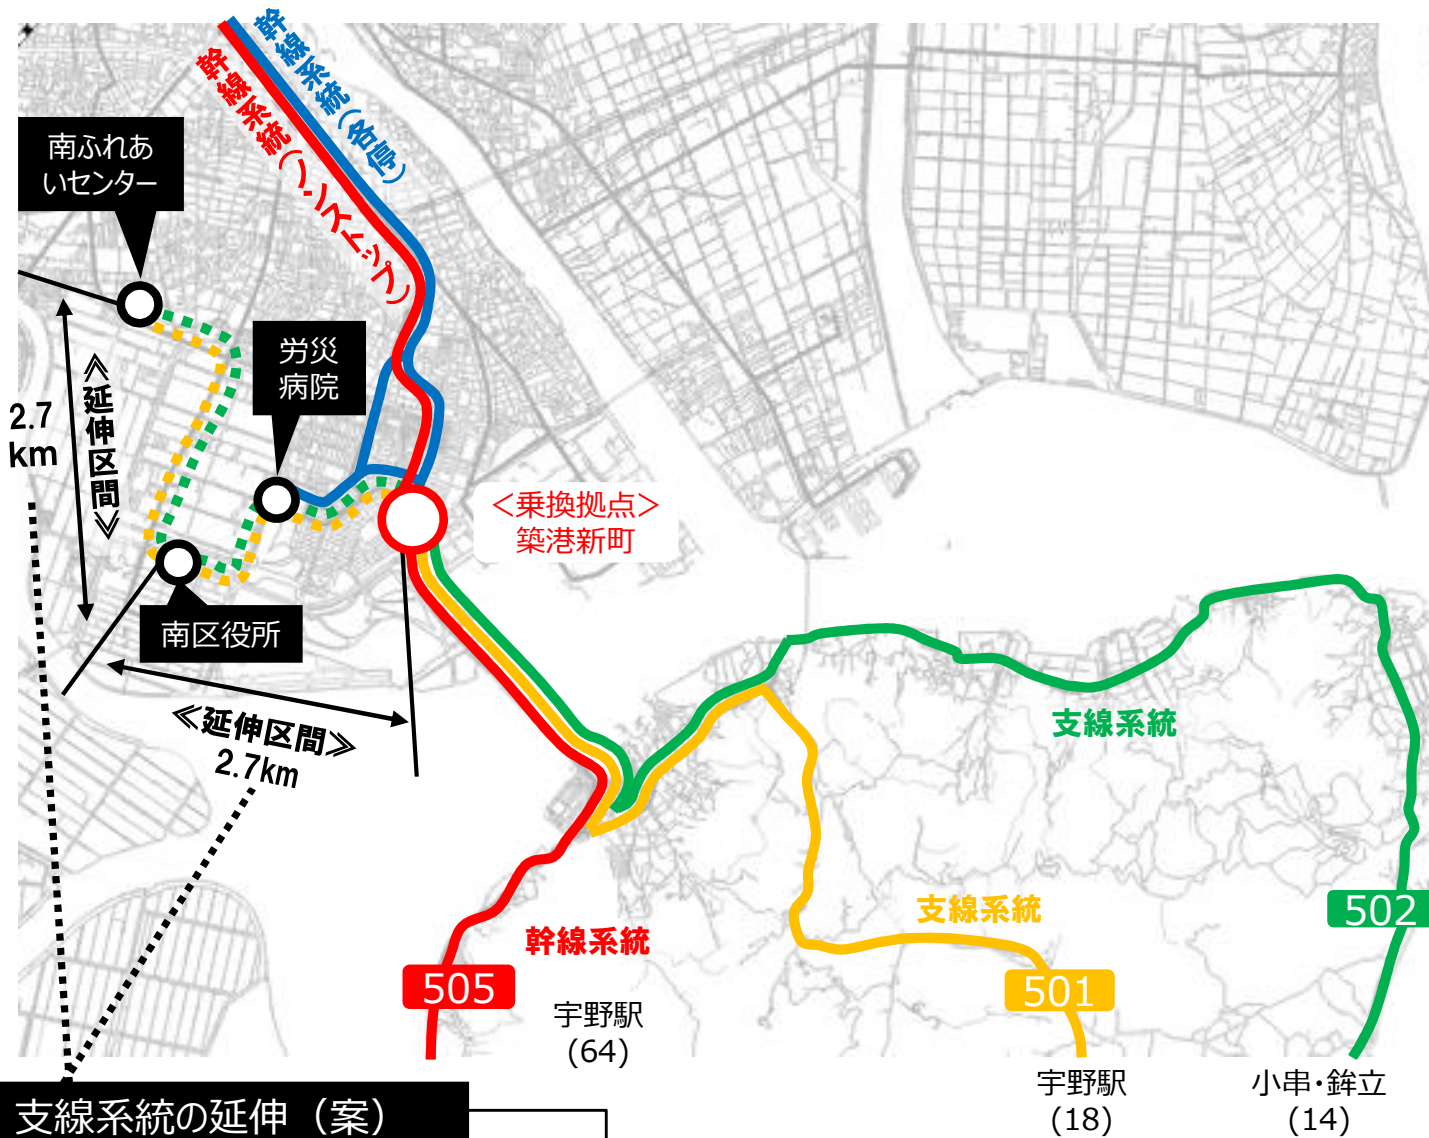 幹線系統(各停)
幹線系統(ノンストップ)
南ふれあ
いセンター
労災
病院
2.7
km
≪延伸区間≫
<乗換拠点>
築港新町
南区役所
≪延伸区間≫
2.7km
支線系統
支線系統
幹線系統
502
505
501
宇野駅
(64)
宇野駅
(18)
小串・鉾立
(14)
支線系統の延伸(案)